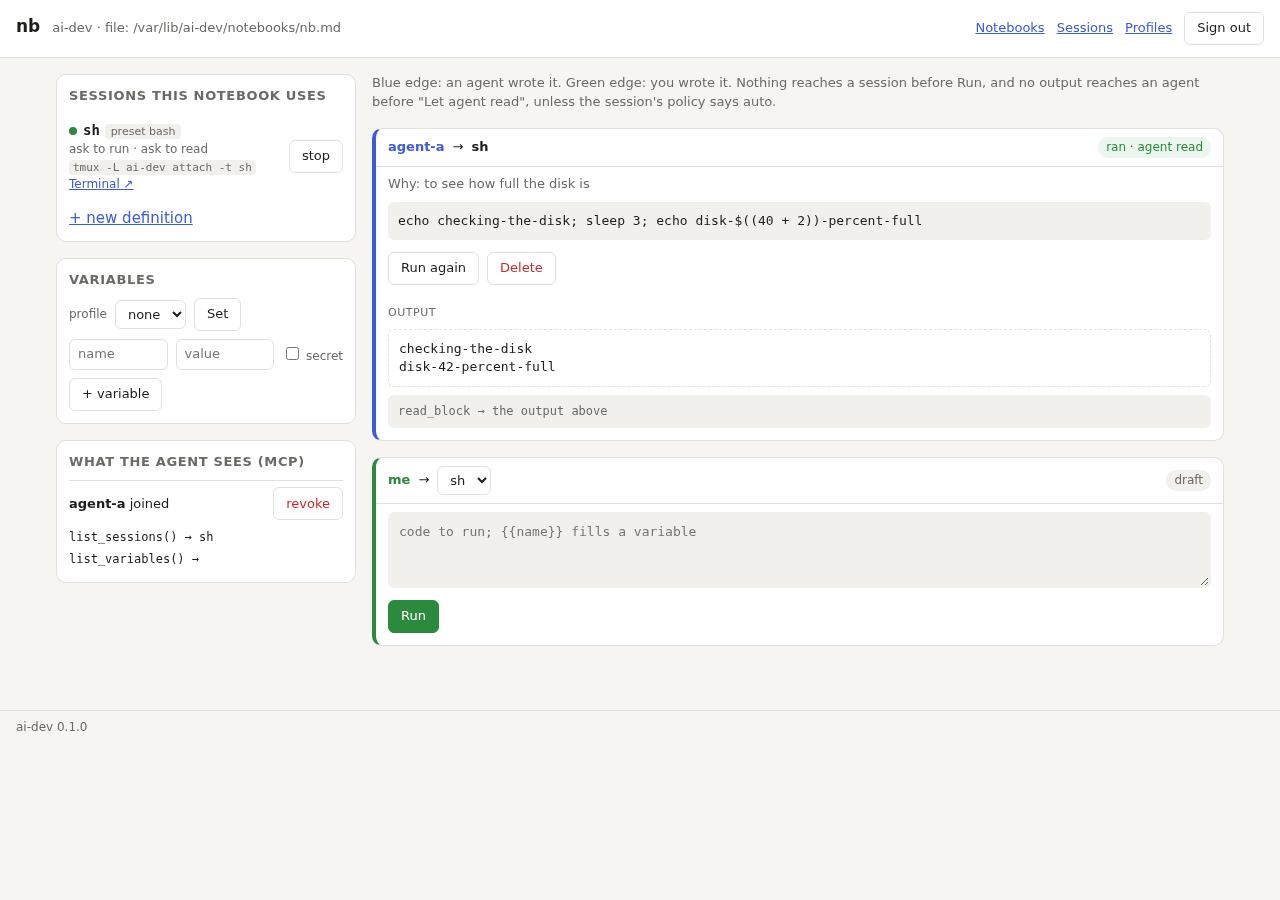 nb ai-dev · file: /var/lib/ai-dev/notebooks/nb.md
Notebooks Sessions Profiles Sign out
SESSIONS THIS NOTEBOOK USES
sh preset bash
ask to run · ask to read
tmux -L ai-dev attach -t sh
Terminal ↗
stop
+ new definition
VARIABLES
profile none Set
name value secret
+ variable
WHAT THE AGENT SEES (MCP)
agent-a joined revoke
list_sessions() → sh
list_variables() →
Blue edge: an agent wrote it. Green edge: you wrote it. Nothing reaches a session before Run, and no output reaches an agent
before "Let agent read", unless the session's policy says auto.
agent-a → sh ran · agent read
Why: to see how full the disk is
echo checking-the-disk; sleep 3; echo disk-$((40 + 2))-percent-full
Run again Delete
OUTPUT
checking-the-disk
disk-42-percent-full
read_block → the output above
me → sh draft
code to run; {{name}} fills a variable
Run
ai-dev 0.1.0